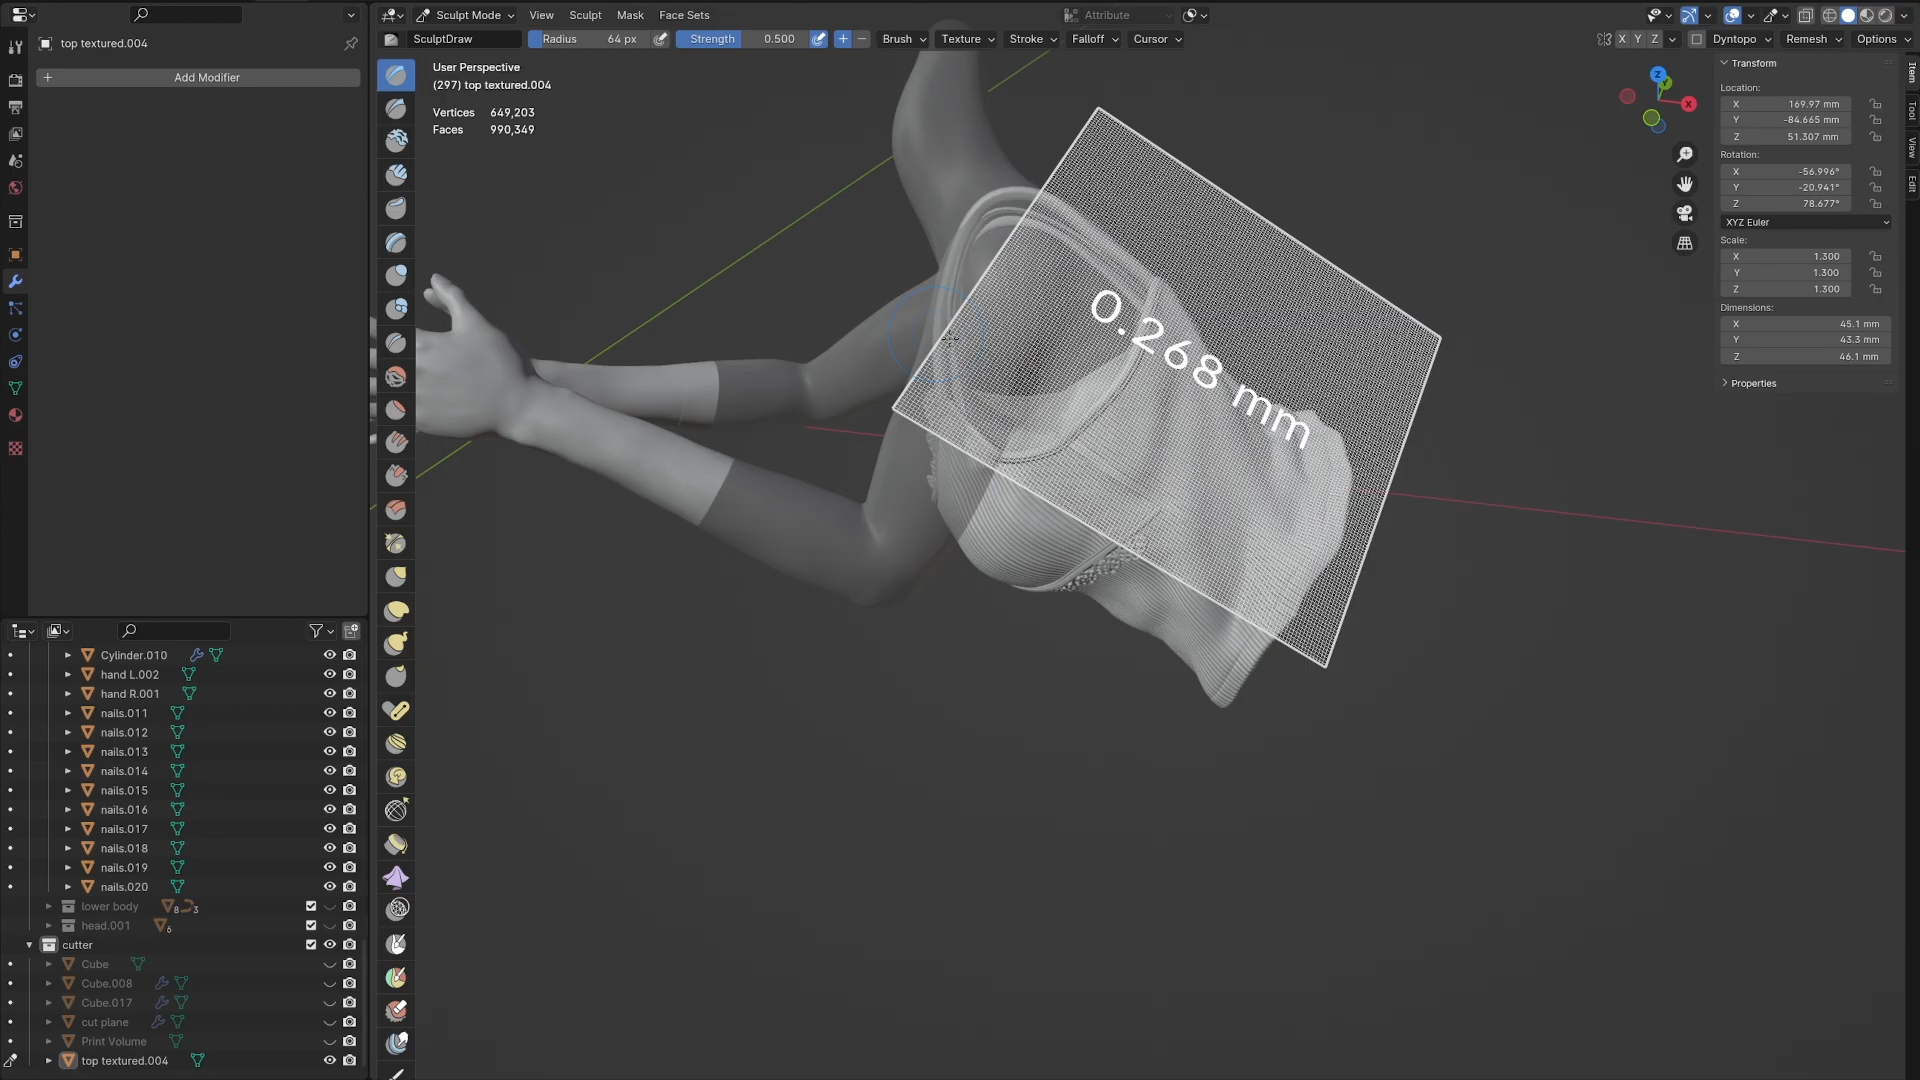 Sculpt Mode View Sculpt Mask Face Sets Attribute
SculptDraw Radius 64 px Strength 0.500 Brush Texture Stroke Falloff Cursor X Y Z Dyntopo Remesh Options
top textured.004
Add Modifier
User Perspective
(297) top textured.004
Vertices 649,203
Faces 990,349
0.268 mm
Z
Y
X
Transform
Location:
X 169.97 mm
Y -84.665 mm
Z 51.307 mm
Rotation:
X -56.996°
Y -20.941°
Z 78.677°
XYZ Euler
Scale:
X 1.300
Y 1.300
Z 1.300
Dimensions:
X 45.1 mm
Y 43.3 mm
Z 46.1 mm
Properties
Item
Tool
View
Edit
Cylinder.010
hand L.002
hand R.001
nails.011
nails.012
nails.013
nails.014
nails.015
nails.016
nails.017
nails.018
nails.019
nails.020
lower body 8 3
head.001 6
cutter
Cube
Cube.008
Cube.017
cut plane
Print Volume
top textured.004